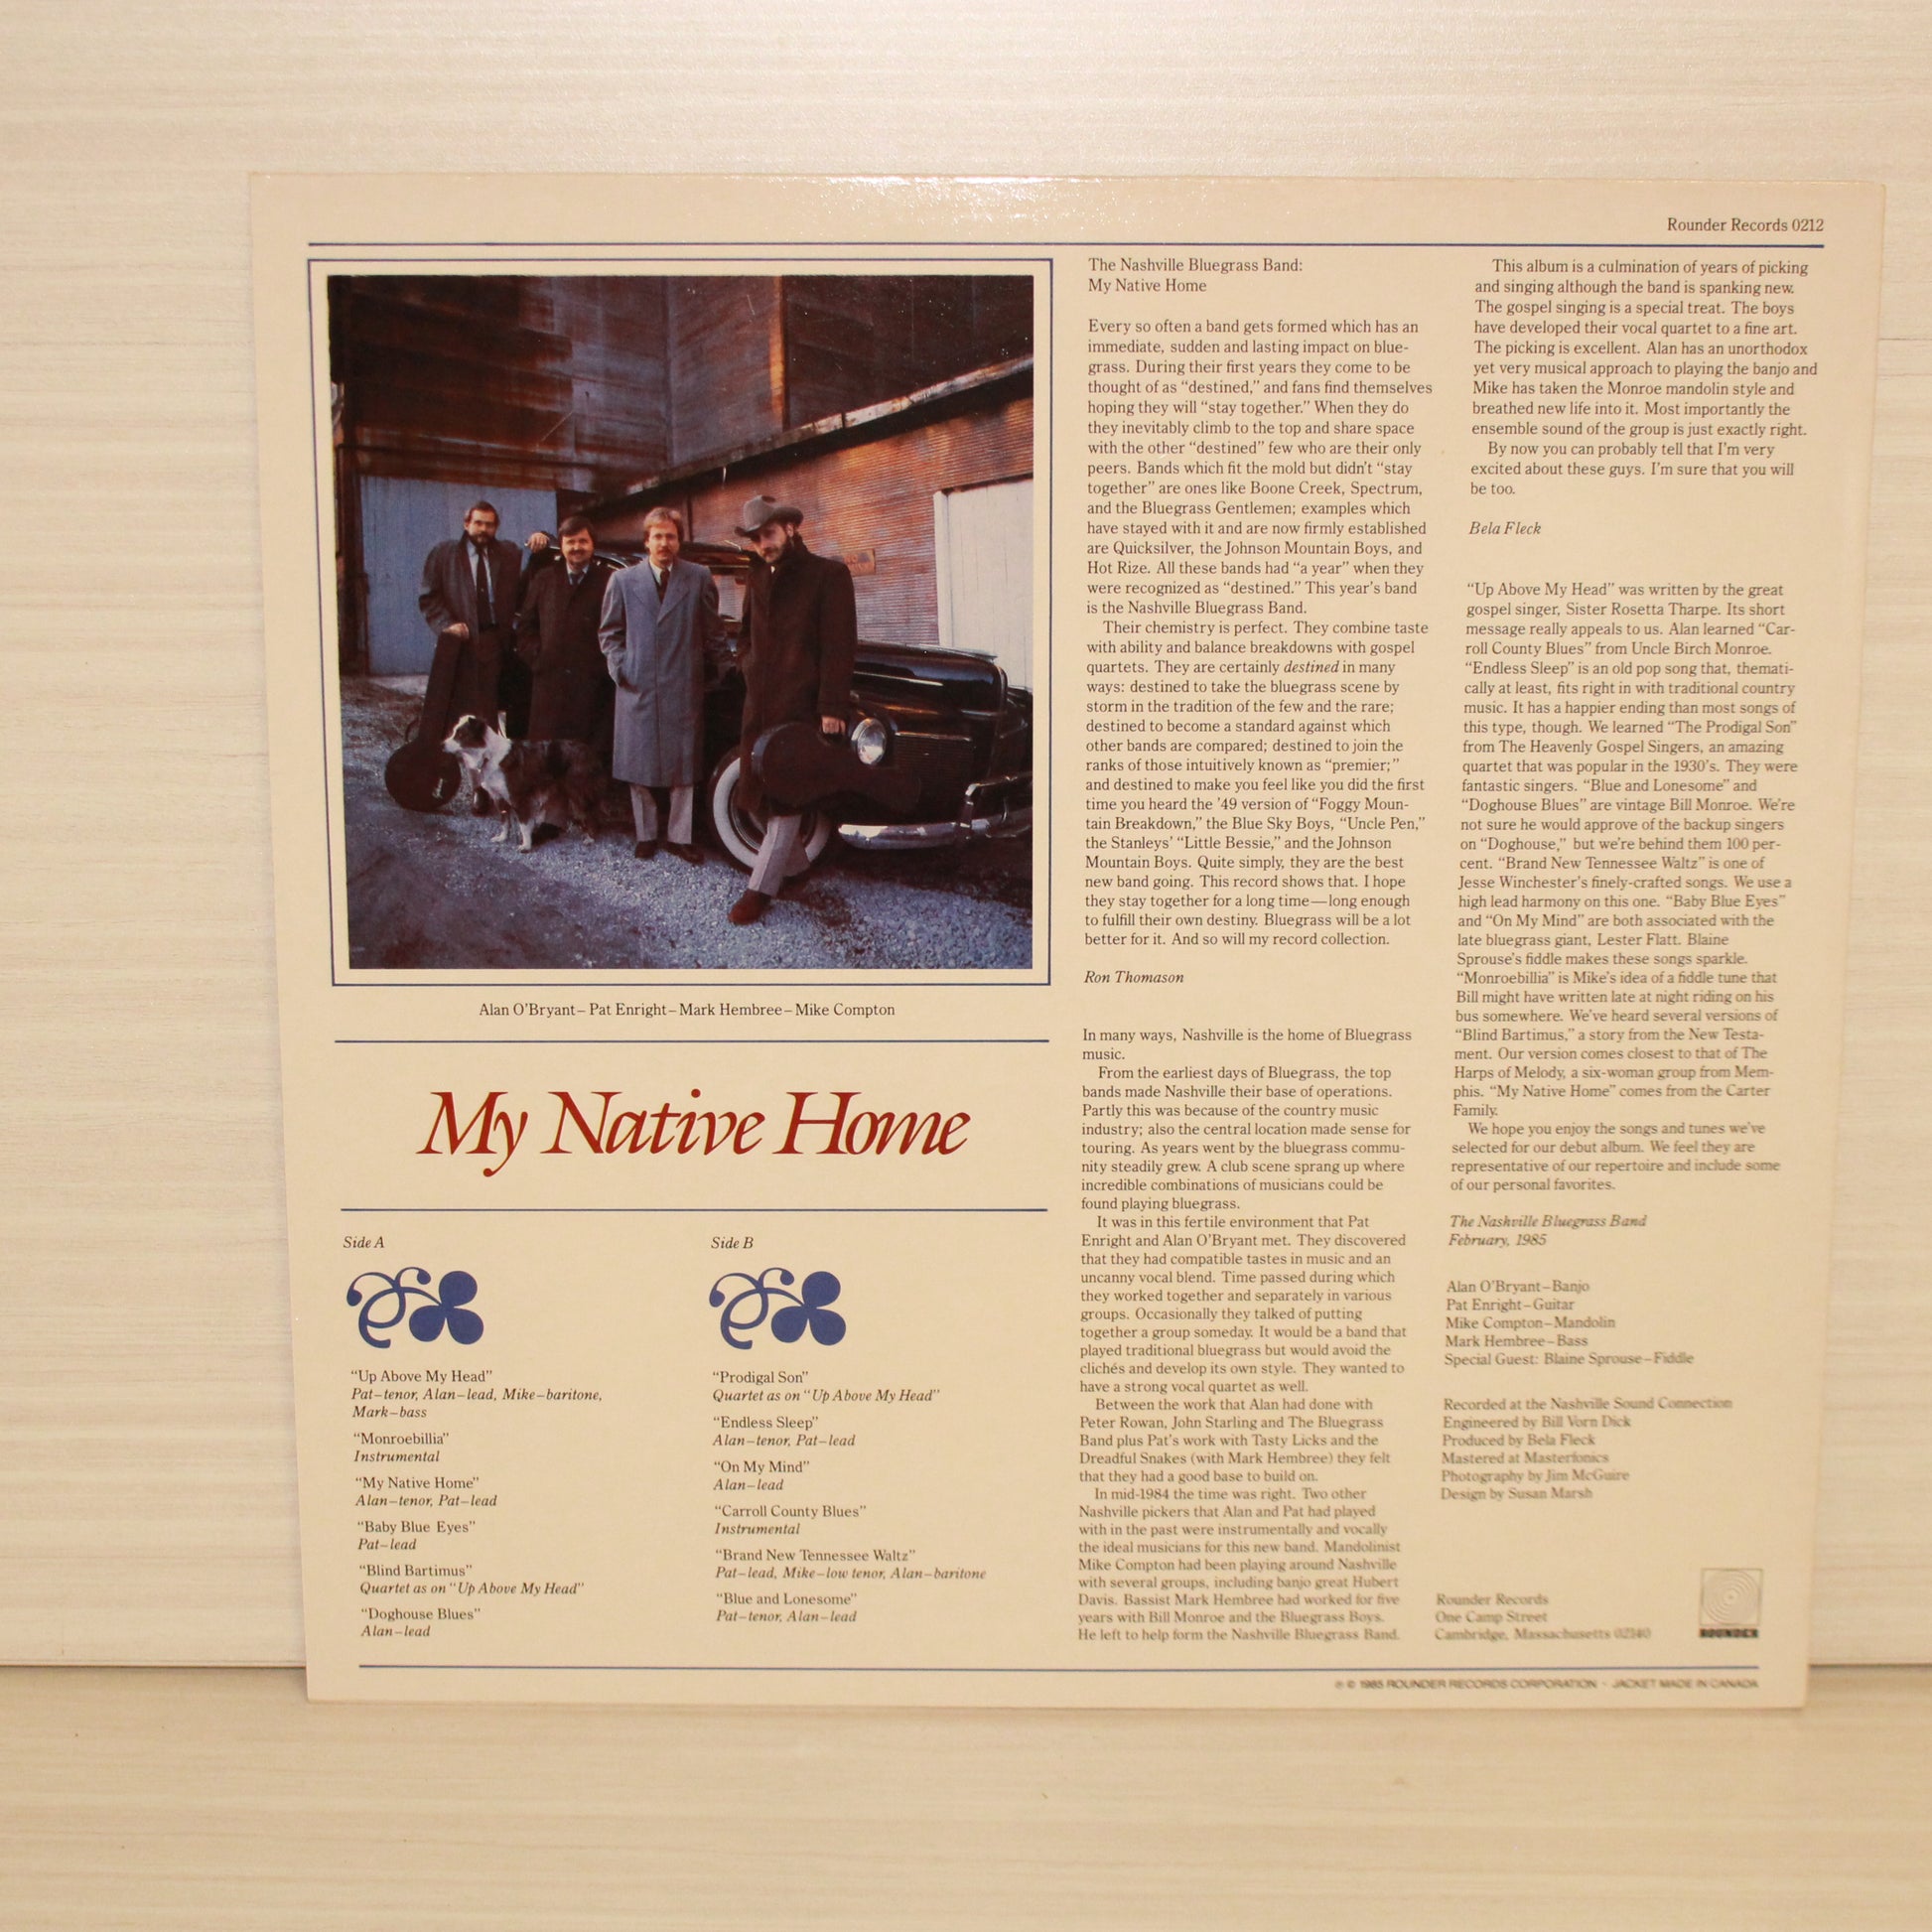 Rounder Records 0212
Alan O'Bryant– Pat Enright–Mark Hembree–Mike Compton
My Native Home
Side A
"Up Above My Head"
Pat–tenor, Alan–lead, Mike–baritone,
Mark–bass
"Monroebillia"
Instrumental
"My Native Home"
Alan–tenor, Pat–lead
"Baby Blue Eyes"
Pat–lead
"Blind Bartimus"
Quartet as on "Up Above My Head"
"Doghouse Blues"
Alan–lead
Side B
"Prodigal Son"
Quartet as on "Up Above My Head"
"Endless Sleep"
Alan–tenor, Pat–lead
"On My Mind"
Alan–lead
"Carroll County Blues"
Instrumental
"Brand New Tennessee Waltz"
Pat–lead, Mike–low tenor, Alan–baritone
"Blue and Lonesome"
Pat–tenor, Alan–lead
The Nashville Bluegrass Band:
My Native Home
Every so often a band gets formed which has an
immediate, sudden and lasting impact on blue-
grass. During their first years they come to be
thought of as "destined," and fans find themselves
hoping they will "stay together." When they do
they inevitably climb to the top and share space
with the other "destined" few who are their only
peers. Bands which fit the mold but didn't "stay
together" are ones like Boone Creek, Spectrum,
and the Bluegrass Gentlemen; examples which
have stayed with it and are now firmly established
are Quicksilver, the Johnson Mountain Boys, and
Hot Rize. All these bands had "a year" when they
were recognized as "destined." This year's band
is the Nashville Bluegrass Band.
Their chemistry is perfect. They combine taste
with ability and balance breakdowns with gospel
quartets. They are certainly destined in many
ways: destined to take the bluegrass scene by
storm in the tradition of the few and the rare;
destined to become a standard against which
other bands are compared; destined to join the
ranks of those intuitively known as "premier;"
and destined to make you feel like you did the first
time you heard the '49 version of "Foggy Moun-
tain Breakdown," the Blue Sky Boys, "Uncle Pen,"
the Stanleys' "Little Bessie," and the Johnson
Mountain Boys. Quite simply, they are the best
new band going. This record shows that. I hope
they stay together for a long time—long enough
to fulfill their own destiny. Bluegrass will be a lot
better for it. And so will my record collection.
Ron Thomason
In many ways, Nashville is the home of Bluegrass
music.
From the earliest days of Bluegrass, the top
bands made Nashville their base of operations.
Partly this was because of the country music
industry; also the central location made sense for
touring. As years went by the bluegrass commu-
nity steadily grew. A club scene sprang up where
incredible combinations of musicians could be
found playing bluegrass.
It was in this fertile environment that Pat
Enright and Alan O'Bryant met. They discovered
that they had compatible tastes in music and an
uncanny vocal blend. Time passed during which
they worked together and separately in various
groups. Occasionally they talked of putting
together a group someday. It would be a band that
played traditional bluegrass but would avoid the
clichés and develop its own style. They wanted to
have a strong vocal quartet as well.
Between the work that Alan had done with
Peter Rowan, John Starling and The Bluegrass
Band plus Pat's work with Tasty Licks and the
Dreadful Snakes (with Mark Hembree) they felt
that they had a good base to build on.
In mid-1984 the time was right. Two other
Nashville pickers that Alan and Pat had played
with in the past were instrumentally and vocally
the ideal musicians for this new band. Mandolinist
Mike Compton had been playing around Nashville
with several groups, including banjo great Hubert
Davis. Bassist Mark Hembree had worked for five
years with Bill Monroe and the Bluegrass Boys.
He left to help form the Nashville Bluegrass Band.
This album is a culmination of years of picking
and singing although the band is spanking new.
The gospel singing is a special treat. The boys
have developed their vocal quartet to a fine art.
The picking is excellent. Alan has an unorthodox
yet very musical approach to playing the banjo and
Mike has taken the Monroe mandolin style and
breathed new life into it. Most importantly the
ensemble sound of the group is just exactly right.
By now you can probably tell that I'm very
excited about these guys. I'm sure that you will
be too.
Bela Fleck
"Up Above My Head" was written by the great
gospel singer, Sister Rosetta Tharpe. Its short
message really appeals to us. Alan learned "Car-
roll County Blues" from Uncle Birch Monroe.
"Endless Sleep" is an old pop song that, themati-
cally at least, fits right in with traditional country
music. It has a happier ending than most songs of
this type, though. We learned "The Prodigal Son"
from The Heavenly Gospel Singers, an amazing
quartet that was popular in the 1930's. They were
fantastic singers. "Blue and Lonesome" and
"Doghouse Blues" are vintage Bill Monroe. We're
not sure he would approve of the backup singers
on "Doghouse," but we're behind them 100 per-
cent. "Brand New Tennessee Waltz" is one of
Jesse Winchester's finely-crafted songs. We use a
high lead harmony on this one. "Baby Blue Eyes"
and "On My Mind" are both associated with the
late bluegrass giant, Lester Flatt. Blaine
Sprouse's fiddle makes these songs sparkle.
"Monroebillia" is Mike's idea of a fiddle tune that
Bill might have written late at night riding on his
bus somewhere. We've heard several versions of
"Blind Bartimus," a story from the New Testa-
ment. Our version comes closest to that of The
Harps of Melody, a six-woman group from Mem-
phis. "My Native Home" comes from the Carter
Family.
We hope you enjoy the songs and tunes we've
selected for our debut album. We feel they are
representative of our repertoire and include some
of our personal favorites.
The Nashville Bluegrass Band
February, 1985
Alan O'Bryant–Banjo
Pat Enright–Guitar
Mike Compton–Mandolin
Mark Hembree–Bass
Special Guest: Blaine Sprouse–Fiddle
Recorded at the Nashville Sound Connection
Engineered by Bill Vorn Dick
Produced by Bela Fleck
Mastered at Masterfonics
Photography by Jim McGuire
Design by Susan Marsh
Rounder Records
One Camp Street
Cambridge, Massachusetts 02140
ROUNDER
℗ © 1985 ROUNDER RECORDS CORPORATION · JACKET MADE IN CANADA